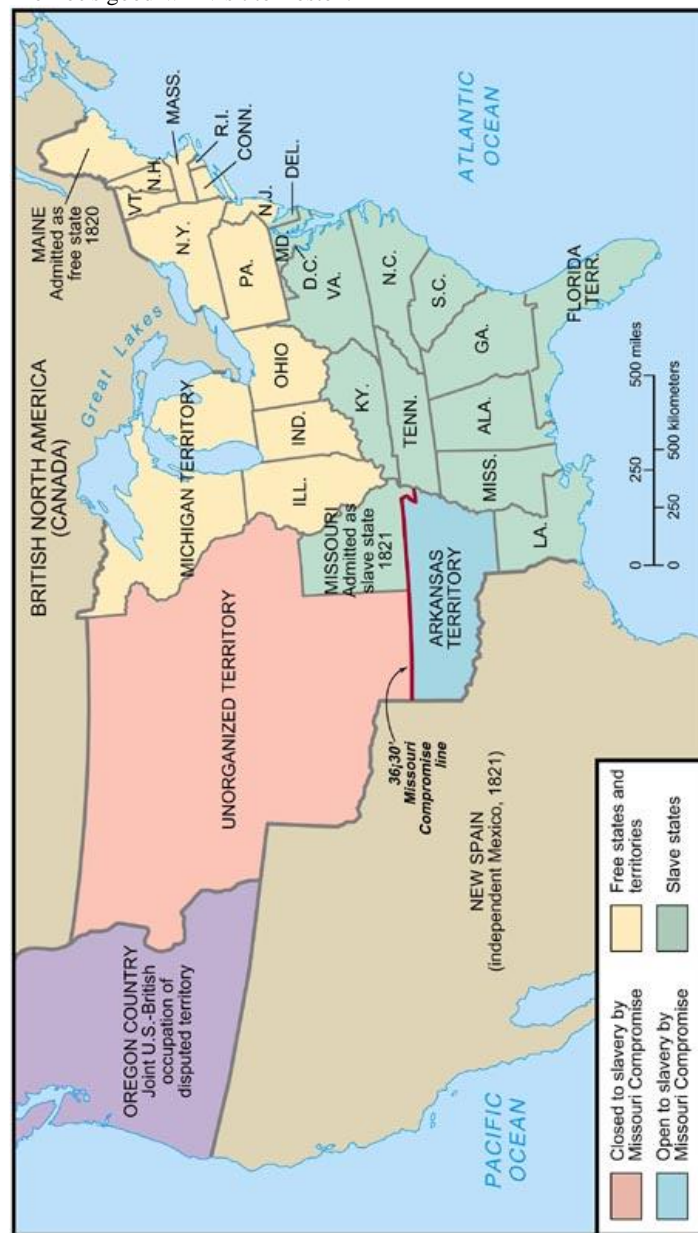 BRITISH NORTH AMERICA
(CANADA)
MAINE
Admitted as
free state
1820
Great Lakes
VT.
N.H.
MASS.
R.I.
CONN.
N.Y.
N.J.
PA.
DEL.
MD.
D.C.
VA.
OHIO
IND.
ILL.
MICHIGAN TERRITORY
KY.
TENN.
N.C.
S.C.
GA.
ALA.
MISS.
LA.
FLORIDA
TERR.
ATLANTIC
OCEAN
OREGON COUNTRY
Joint U.S.-British
occupation of
disputed territory
UNORGANIZED TERRITORY
MISSOURI
Admitted as
slave state
1821
ARKANSAS
TERRITORY
36¡30'
Missouri
Compromise
line
NEW SPAIN
(independent Mexico, 1821)
PACIFIC
OCEAN
0 250 500 miles
0 250 500 kilometers
Closed to slavery by
Missouri Compromise
Open to slavery by
Missouri Compromise
Free states and
territories
Slave states